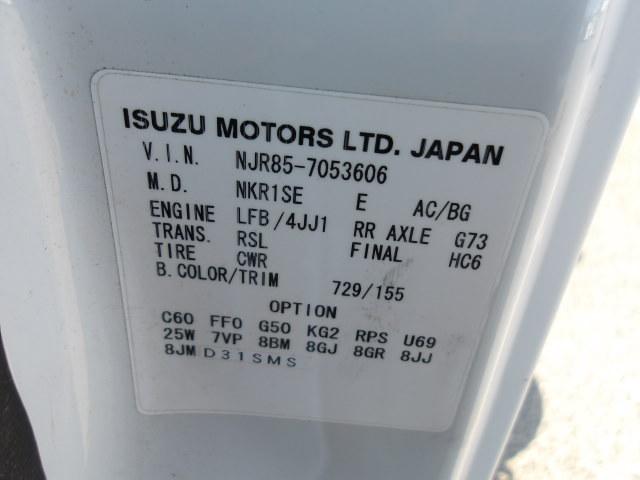 ISUZU MOTORS LTD. JAPAN
V.I.N. NJR85-7053606
M.D. NKR1SE E AC/BG
ENGINE LFB/4JJ1 RR AXLE G73
TRANS. RSL FINAL HC6
TIRE CWR
B.COLOR/TRIM 729/155
OPTION
C60 FF0 G50 KG2 RPS U69
25W 7VP 8BM 8GJ 8GR 8JJ
8JM D31SMS